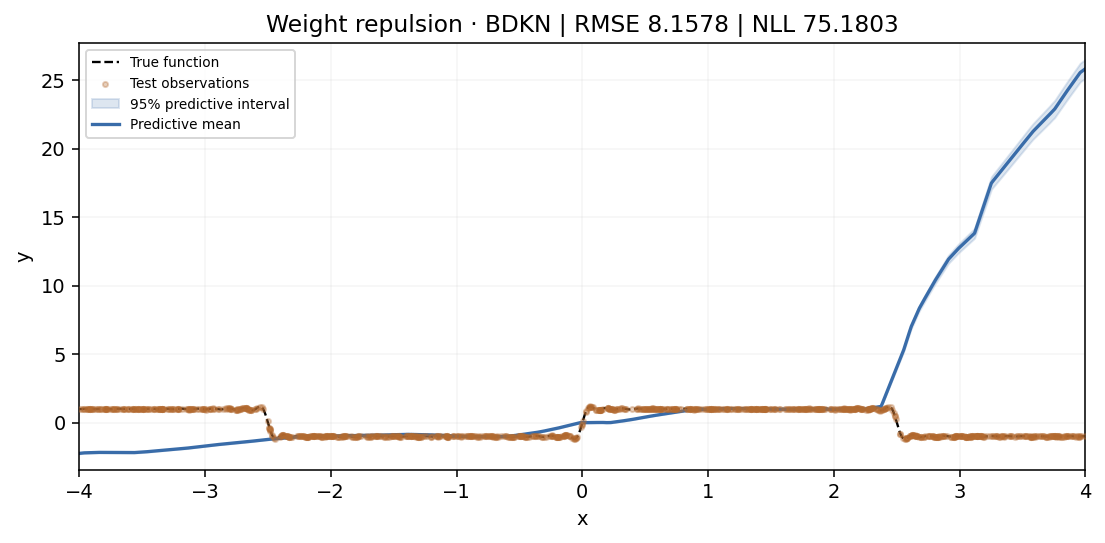 Weight repulsion · BDKN | RMSE 8.1578 | NLL 75.1803
True function
Test observations
95% predictive interval
Predictive mean
y
25
20
15
10
5
0
−4 −3 −2 −1 0 1 2 3 4
x